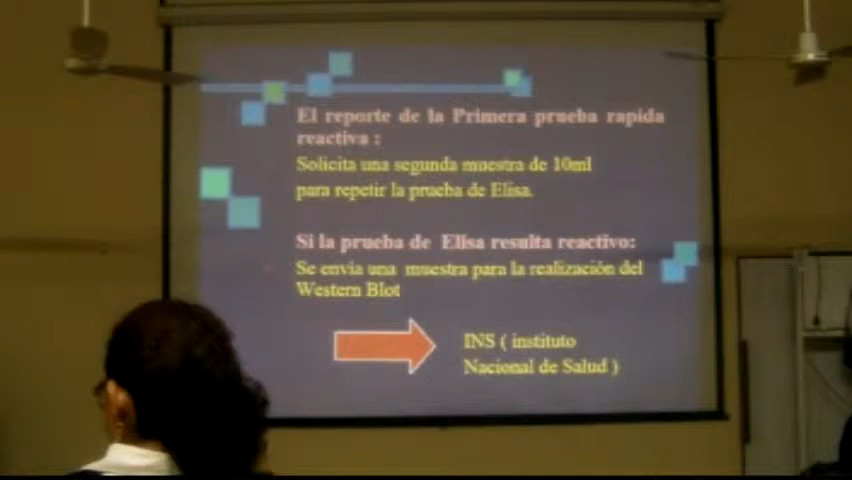 El reporte de la Primera prueba rapida
reactiva :
Solicita una segunda muestra de 10ml
para repetir la prueba de Elisa.
Si la prueba de Elisa resulta reactivo:
Se envia una muestra para la realización del
Western Blot
INS ( instituto
Nacional de Salud )